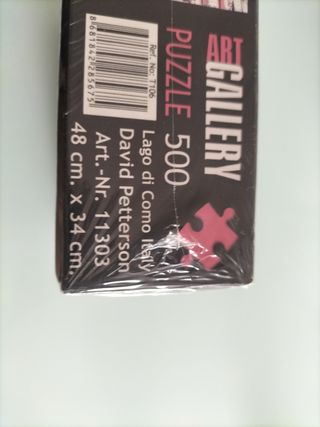 ART
GALLERY
PUZZLE 500
Ref. No: T106
8681842285675
Lago di Como Italy
David Petterson
Art.-Nr. 11303
48 cm. x 34 cm.